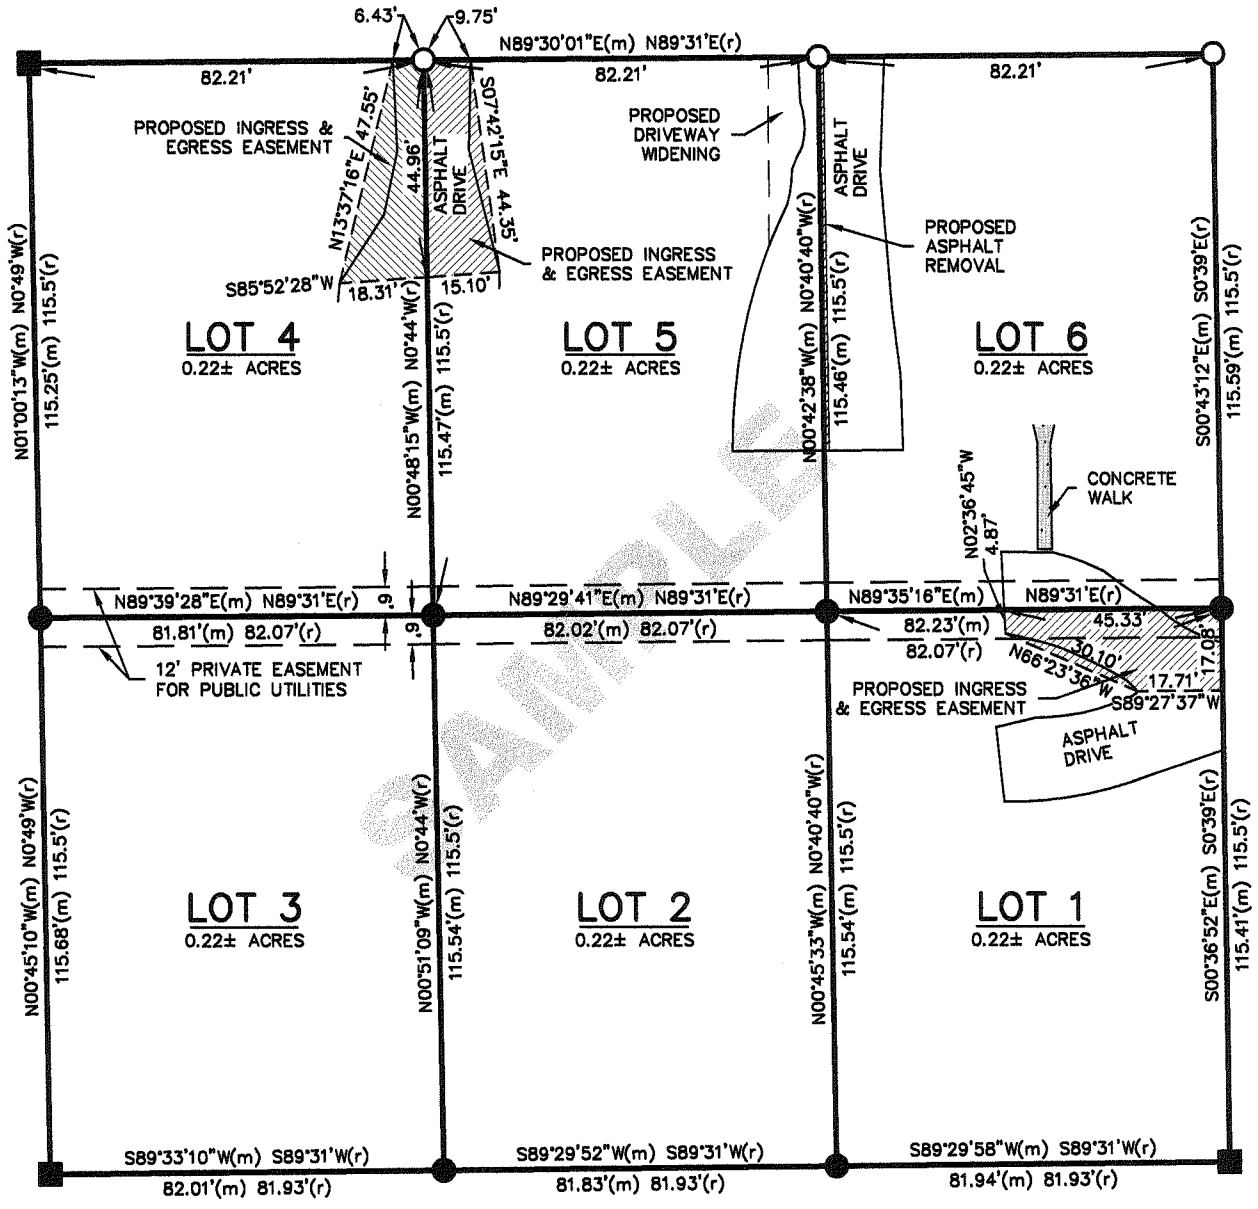 6.43' 9.75'
N89°30'01"E(m) N89°31'E(r)
82.21' 82.21' 82.21'
PROPOSED INGRESS &
EGRESS EASEMENT
N13°37'16"E 47.55'
44.96'
ASPHALT
DRIVE
S07°42'15"E 44.35'
PROPOSED INGRESS
& EGRESS EASEMENT
S85°52'28"W
18.31' 15.10'
PROPOSED
DRIVEWAY
WIDENING
ASPHALT
DRIVE
PROPOSED
ASPHALT
REMOVAL
N01°00'13"W(m) N0°49'W(r)
115.25'(m) 115.5'(r)
LOT 4
0.22± ACRES
N00°48'15"W(m) N0°44'W(r)
115.47'(m) 115.5'(r)
LOT 5
0.22± ACRES
N00°42'38"W(m) N0°40'40"W(r)
115.46'(m) 115.5'(r)
LOT 6
0.22± ACRES
S00°43'12"E(m) S0°39'E(r)
115.59'(m) 115.5'(r)
CONCRETE
WALK
N02°36'45"W
4.87'
SAMPLE
N89°39'28"E(m) N89°31'E(r)
81.81'(m) 82.07'(r)
6'
6'
N89°29'41"E(m) N89°31'E(r)
82.02'(m) 82.07'(r)
N89°35'16"E(m) N89°31'E(r)
82.23'(m)
82.07'(r)
45.33'
17.08'
30.10'
N66°23'36"W
17.71'
S89°27'37"W
12' PRIVATE EASEMENT
FOR PUBLIC UTILITIES
PROPOSED INGRESS
& EGRESS EASEMENT
ASPHALT
DRIVE
N00°45'10"W(m) N0°49'W(r)
115.68'(m) 115.5'(r)
LOT 3
0.22± ACRES
N00°51'09"W(m) N0°44'W(r)
115.54'(m) 115.5'(r)
LOT 2
0.22± ACRES
N00°45'33"W(m) N0°40'40"W(r)
115.54'(m) 115.5'(r)
LOT 1
0.22± ACRES
S00°36'52"E(m) S0°39'E(r)
115.41'(m) 115.5'(r)
S89°33'10"W(m) S89°31'W(r)
82.01'(m) 81.93'(r)
S89°29'52"W(m) S89°31'W(r)
81.83'(m) 81.93'(r)
S89°29'58"W(m) S89°31'W(r)
81.94'(m) 81.93'(r)